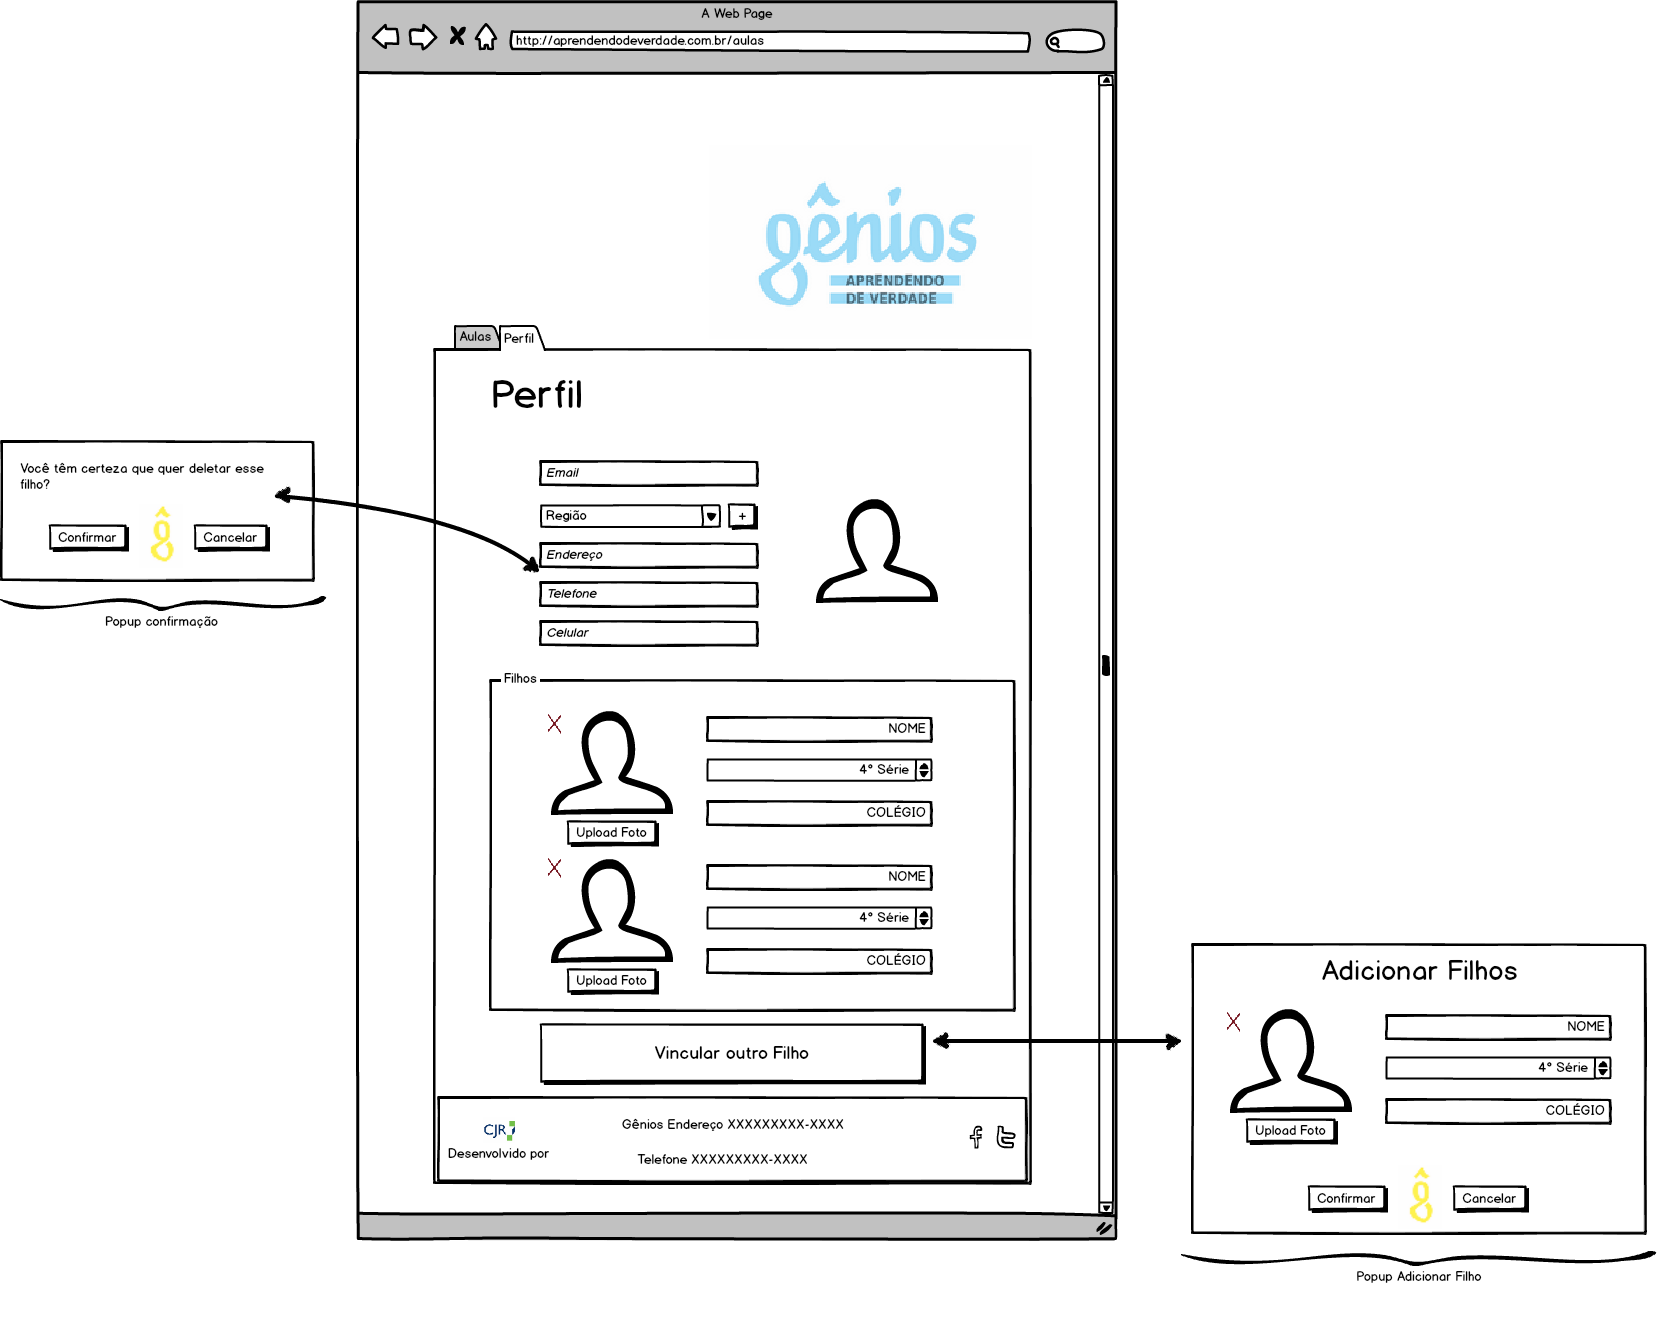 A Web Page
http://aprendendodeverdade.com.br/aulas
gênios
APRENDENDO
DE VERDADE
Aulas
Perfil
Perfil
Email
Região
+
Endereço
Telefone
Celular
Você têm certeza que quer deletar esse
filho?
Confirmar
ĝ
Cancelar
Popup confirmação
Filhos
NOME
4° Série
COLÉGIO
Upload Foto
NOME
4° Série
COLÉGIO
Upload Foto
Vincular outro Filho
CJR
Desenvolvido por
Gênios Endereço XXXXXXXXX-XXXX
Telefone XXXXXXXXX-XXXX
Adicionar Filhos
NOME
4° Série
COLÉGIO
Upload Foto
Confirmar
ĝ
Cancelar
Popup Adicionar Filho